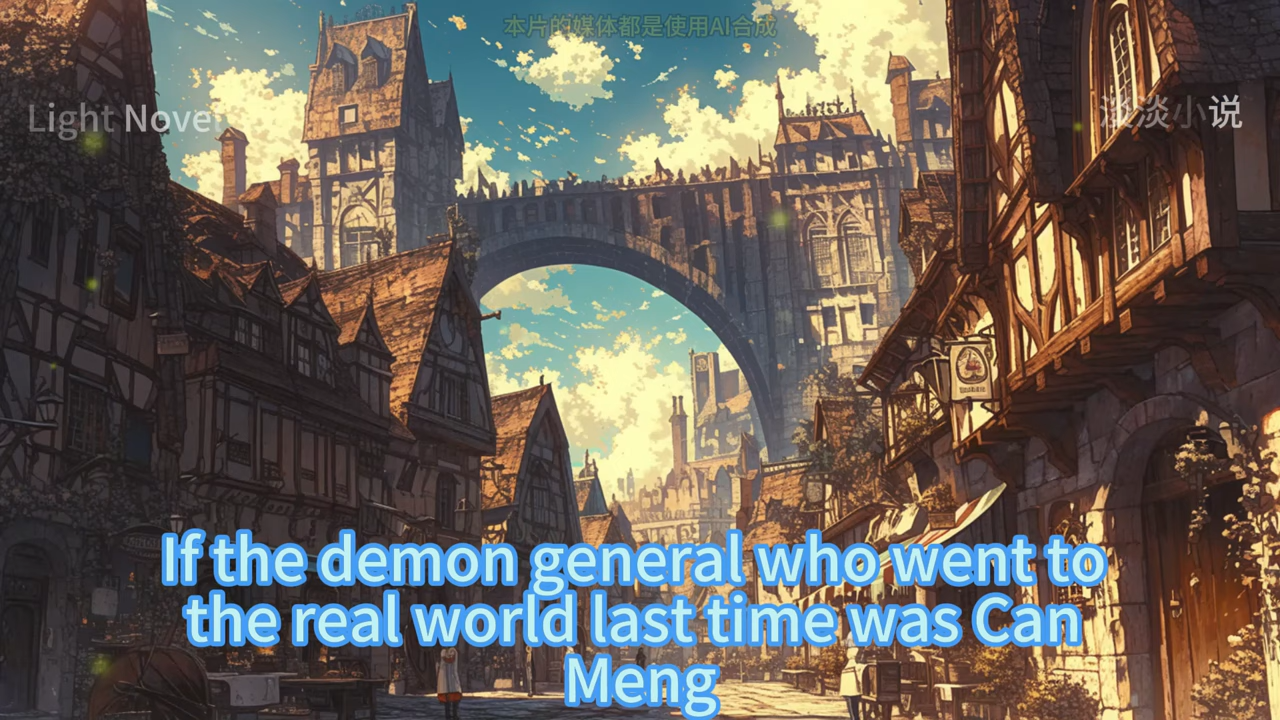 本片的媒体都是使用AI合成
Light Novel
淡淡小说
If the demon general who went to
the real world last time was Can
Meng